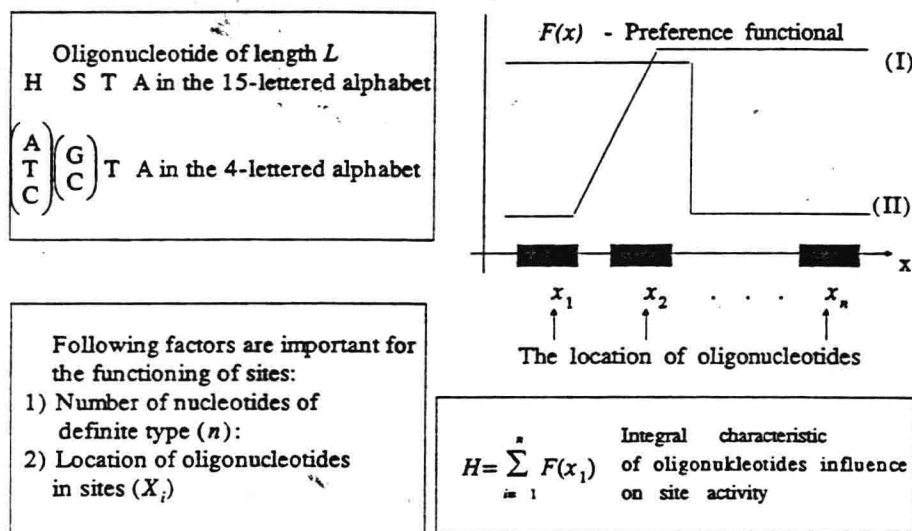 Oligonucleotide of length L
H S T A in the 15-lettered alphabet
A
T
C
G
C
T A in the 4-lettered alphabet
F(x) - Preference functional
(I)
(II)
x
x1 x2 . . . xn
The location of oligonucleotides
Following factors are important for
the functioning of sites:
1) Number of nucleotides of
definite type (n):
2) Location of oligonucleotides
in sites (Xi)
H = n∑i= 1 F(x1)
Integral characteristic
of oligonukleotides influence
on site activity